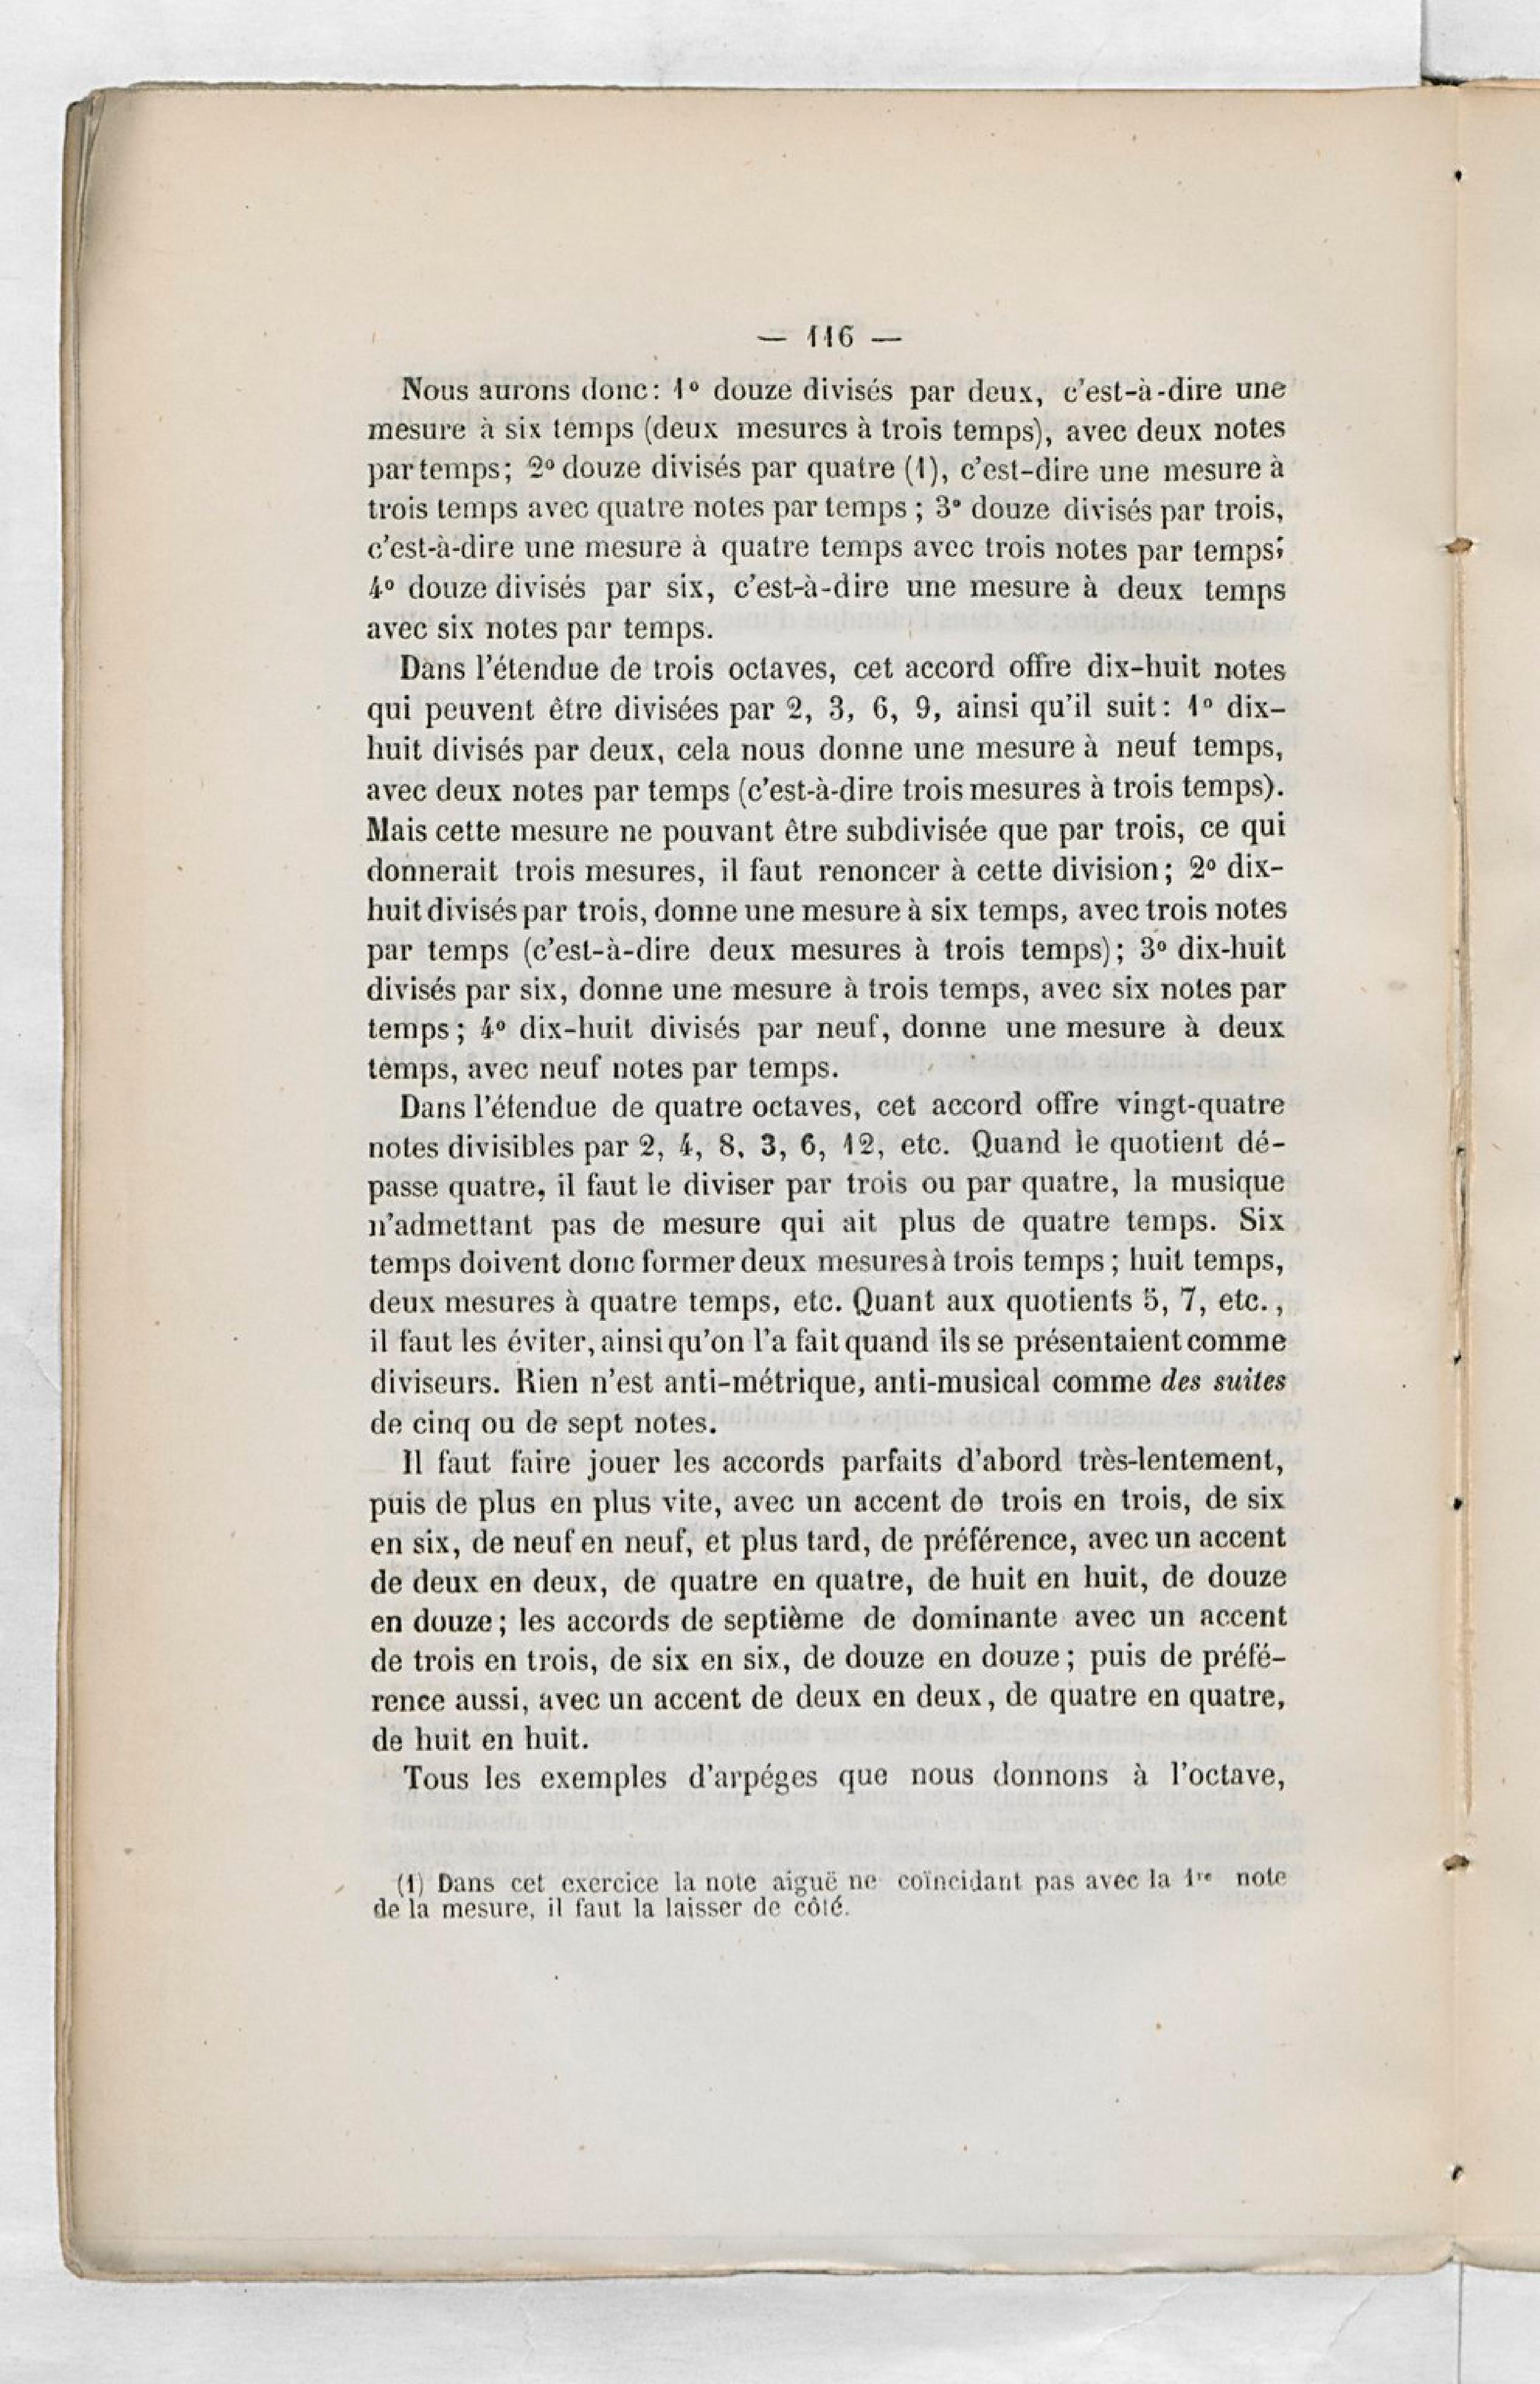 — 116 —
Nous aurons donc: 1º douze divisés par deux, c'est-à-dire une
mesure à six temps (deux mesures à trois temps), avec deux notes
par temps; 2º douze divisés par quatre (1), c'est-dire une mesure à
trois temps avec quatre notes par temps ; 3º douze divisés par trois,
c'est-à-dire une mesure à quatre temps avec trois notes par temps;
4º douze divisés par six, c'est-à-dire une mesure à deux temps
avec six notes par temps.
Dans l'étendue de trois octaves, cet accord offre dix-huit notes
qui peuvent être divisées par 2, 3, 6, 9, ainsi qu'il suit: 1º dix-
huit divisés par deux, cela nous donne une mesure à neuf temps,
avec deux notes par temps (c'est-à-dire trois mesures à trois temps).
Mais cette mesure ne pouvant être subdivisée que par trois, ce qui
donnerait trois mesures, il faut renoncer à cette division; 2º dix-
huit divisés par trois, donne une mesure à six temps, avec trois notes
par temps (c'est-à-dire deux mesures à trois temps); 3º dix-huit
divisés par six, donne une mesure à trois temps, avec six notes par
temps; 4º dix-huit divisés par neuf, donne une mesure à deux
temps, avec neuf notes par temps.
Dans l'étendue de quatre octaves, cet accord offre vingt-quatre
notes divisibles par 2, 4, 8, 3, 6, 12, etc. Quand le quotient dé-
passe quatre, il faut le diviser par trois ou par quatre, la musique
n'admettant pas de mesure qui ait plus de quatre temps. Six
temps doivent donc former deux mesures à trois temps ; huit temps,
deux mesures à quatre temps, etc. Quant aux quotients 5, 7, etc.,
il faut les éviter, ainsi qu'on l'a fait quand ils se présentaient comme
diviseurs. Rien n'est anti-métrique, anti-musical comme des suites
de cinq ou de sept notes.
Il faut faire jouer les accords parfaits d'abord très-lentement,
puis de plus en plus vite, avec un accent de trois en trois, de six
en six, de neuf en neuf, et plus tard, de préférence, avec un accent
de deux en deux, de quatre en quatre, de huit en huit, de douze
en douze; les accords de septième de dominante avec un accent
de trois en trois, de six en six, de douze en douze; puis de préfé-
rence aussi, avec un accent de deux en deux, de quatre en quatre,
de huit en huit.
Tous les exemples d'arpéges que nous donnons à l'octave,
(1) Dans cet exercice la note aiguë ne coïncidant pas avec la 1re note
de la mesure, il faut la laisser de côté.